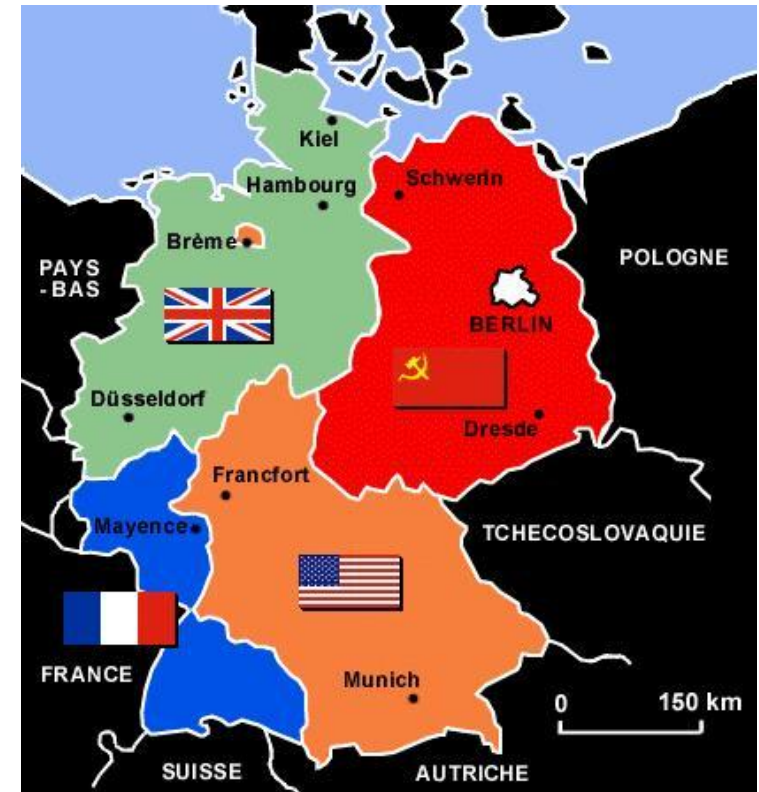 Kiel
Schwerin
Hambourg
Brème
PAYS
-BAS
POLOGNE
BERLIN
Düsseldorf
Dresde
Francfort
Mayence
TCHECOSLOVAQUIE
FRANCE
Munich
0 150 km
SUISSE
AUTRICHE